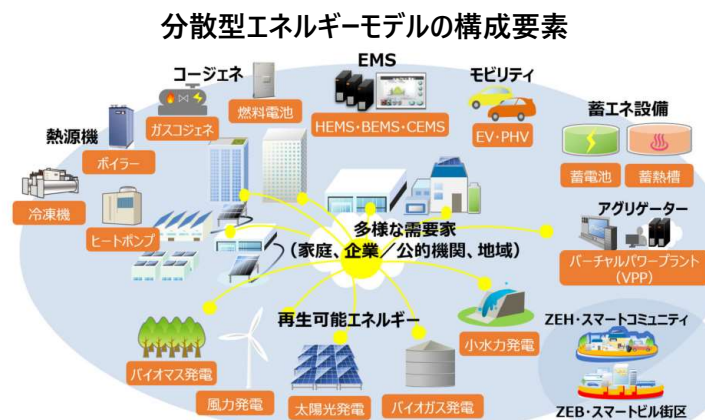 分散型エネルギーモデルの構成要素
EMS
コージェネ
モビリティ
燃料電池
HEMS・BEMS・CEMS
蓄エネ設備
熱源機
ガスコジェネ
EV・PHV
ボイラー
蓄電池
蓄熱槽
冷凍機
アグリゲーター
ヒートポンプ
多様な需要家
(家庭、企業/公的機関、地域)
バーチャルパワープラント
(VPP)
再生可能エネルギー
小水力発電
ZEH・スマートコミュニティ
バイオマス発電
風力発電
太陽光発電
バイオガス発電
ZEB・スマートビル街区